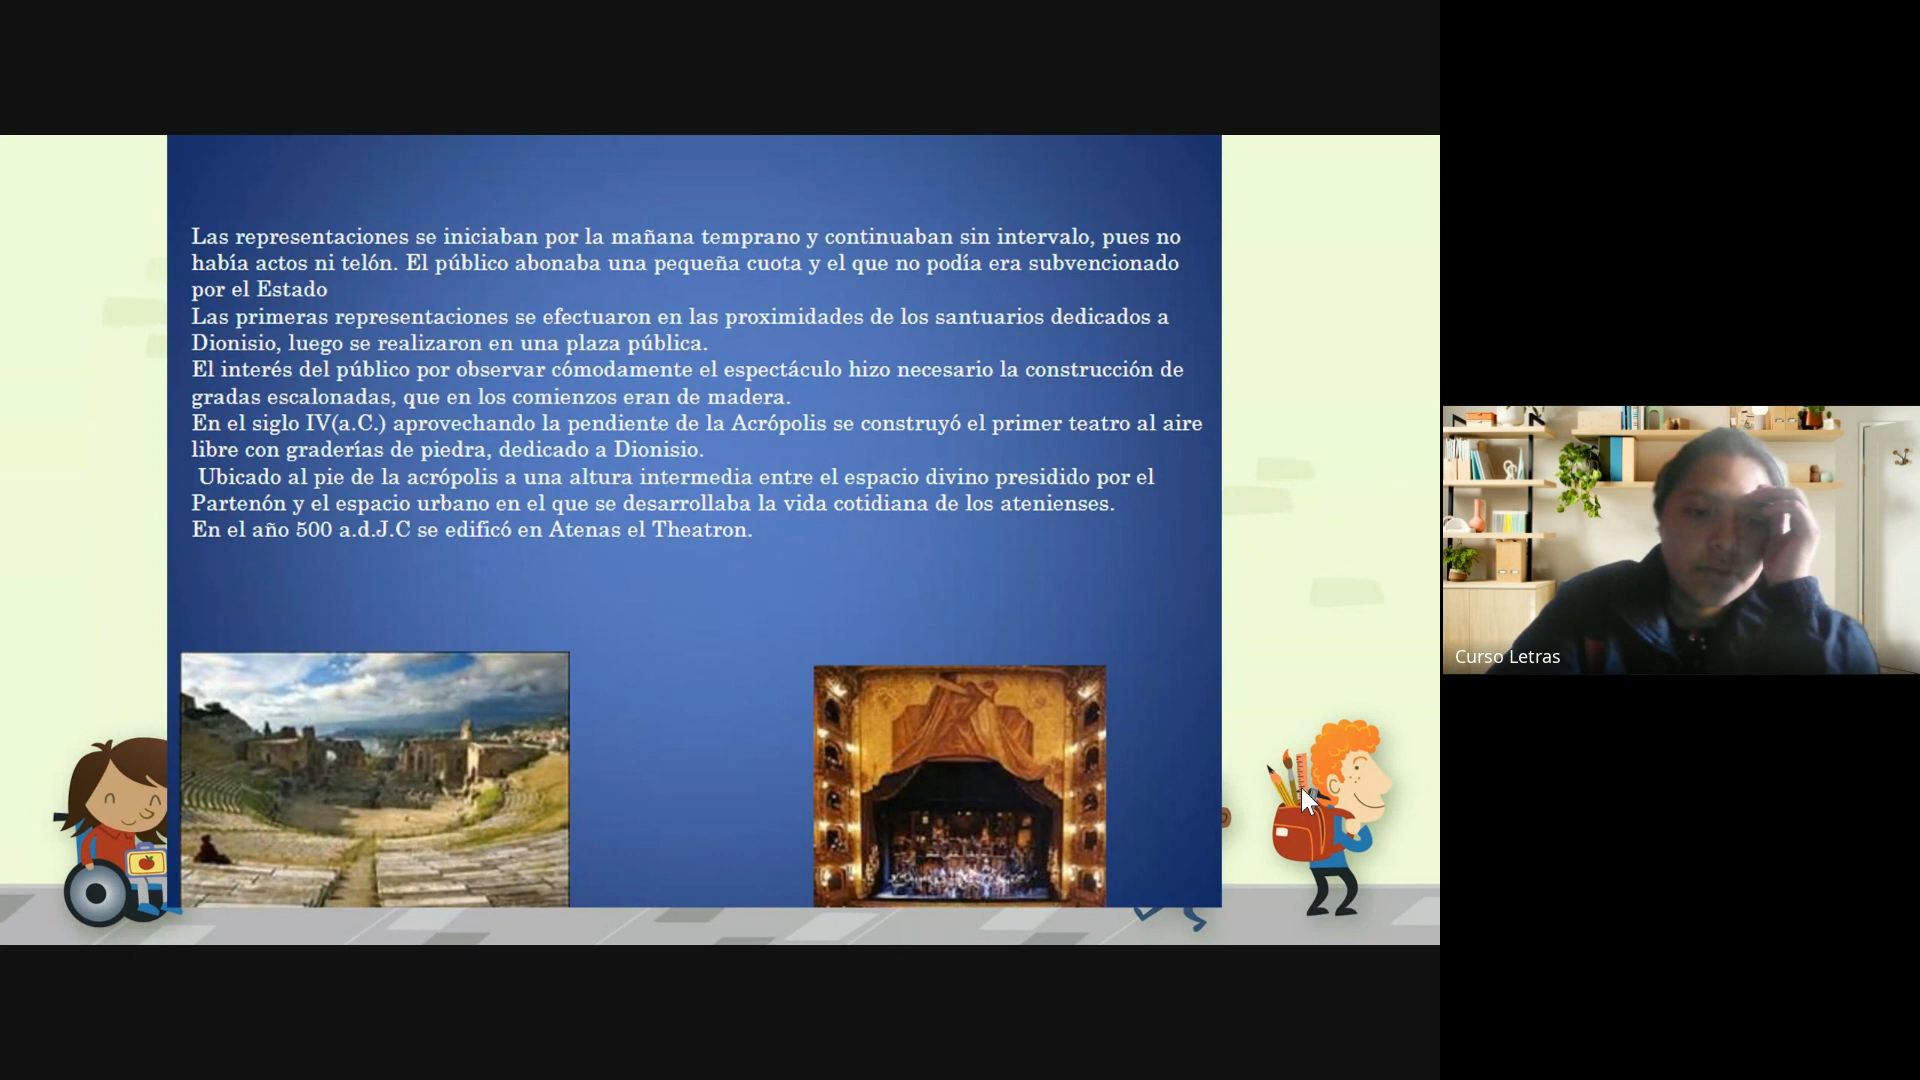 Las representaciones se iniciaban por la mañana temprano y continuaban sin intervalo, pues no
había actos ni telón. El público abonaba una pequeña cuota y el que no podía era subvencionado
por el Estado
Las primeras representaciones se efectuaron en las proximidades de los santuarios dedicados a
Dionisio, luego se realizaron en una plaza pública.
El interés del público por observar cómodamente el espectáculo hizo necesario la construcción de
gradas escalonadas, que en los comienzos eran de madera.
En el siglo IV(a.C.) aprovechando la pendiente de la Acrópolis se construyó el primer teatro al aire
libre con graderías de piedra, dedicado a Dionisio.
Ubicado al pie de la acrópolis a una altura intermedia entre el espacio divino presidido por el
Partenón y el espacio urbano en el que se desarrollaba la vida cotidiana de los atenienses.
En el año 500 a.d.J.C se edificó en Atenas el Theatron.
Curso Letras